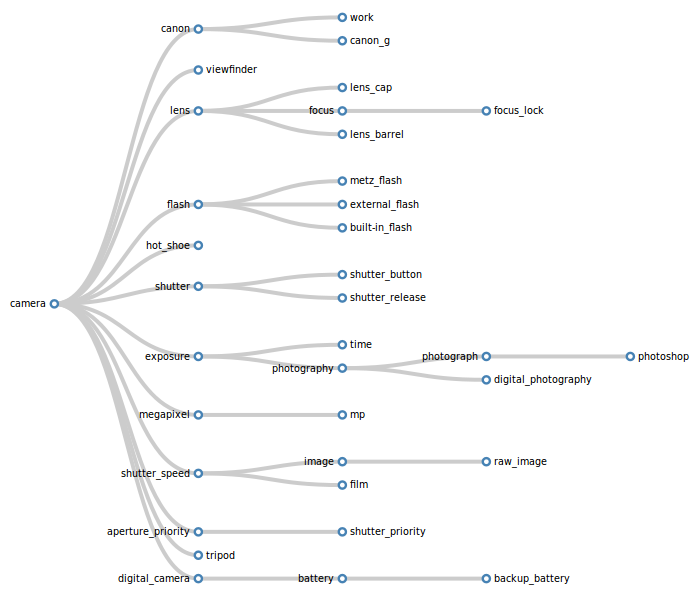 work
canon
canon_g
viewfinder
lens_cap
lens
focus
focus_lock
lens_barrel
metz_flash
flash
external_flash
built-in_flash
hot_shoe
shutter_button
shutter
shutter_release
camera
time
exposure
photograph
photoshop
photography
digital_photography
megapixel
mp
image
raw_image
shutter_speed
film
aperture_priority
shutter_priority
tripod
digital_camera
battery
backup_battery